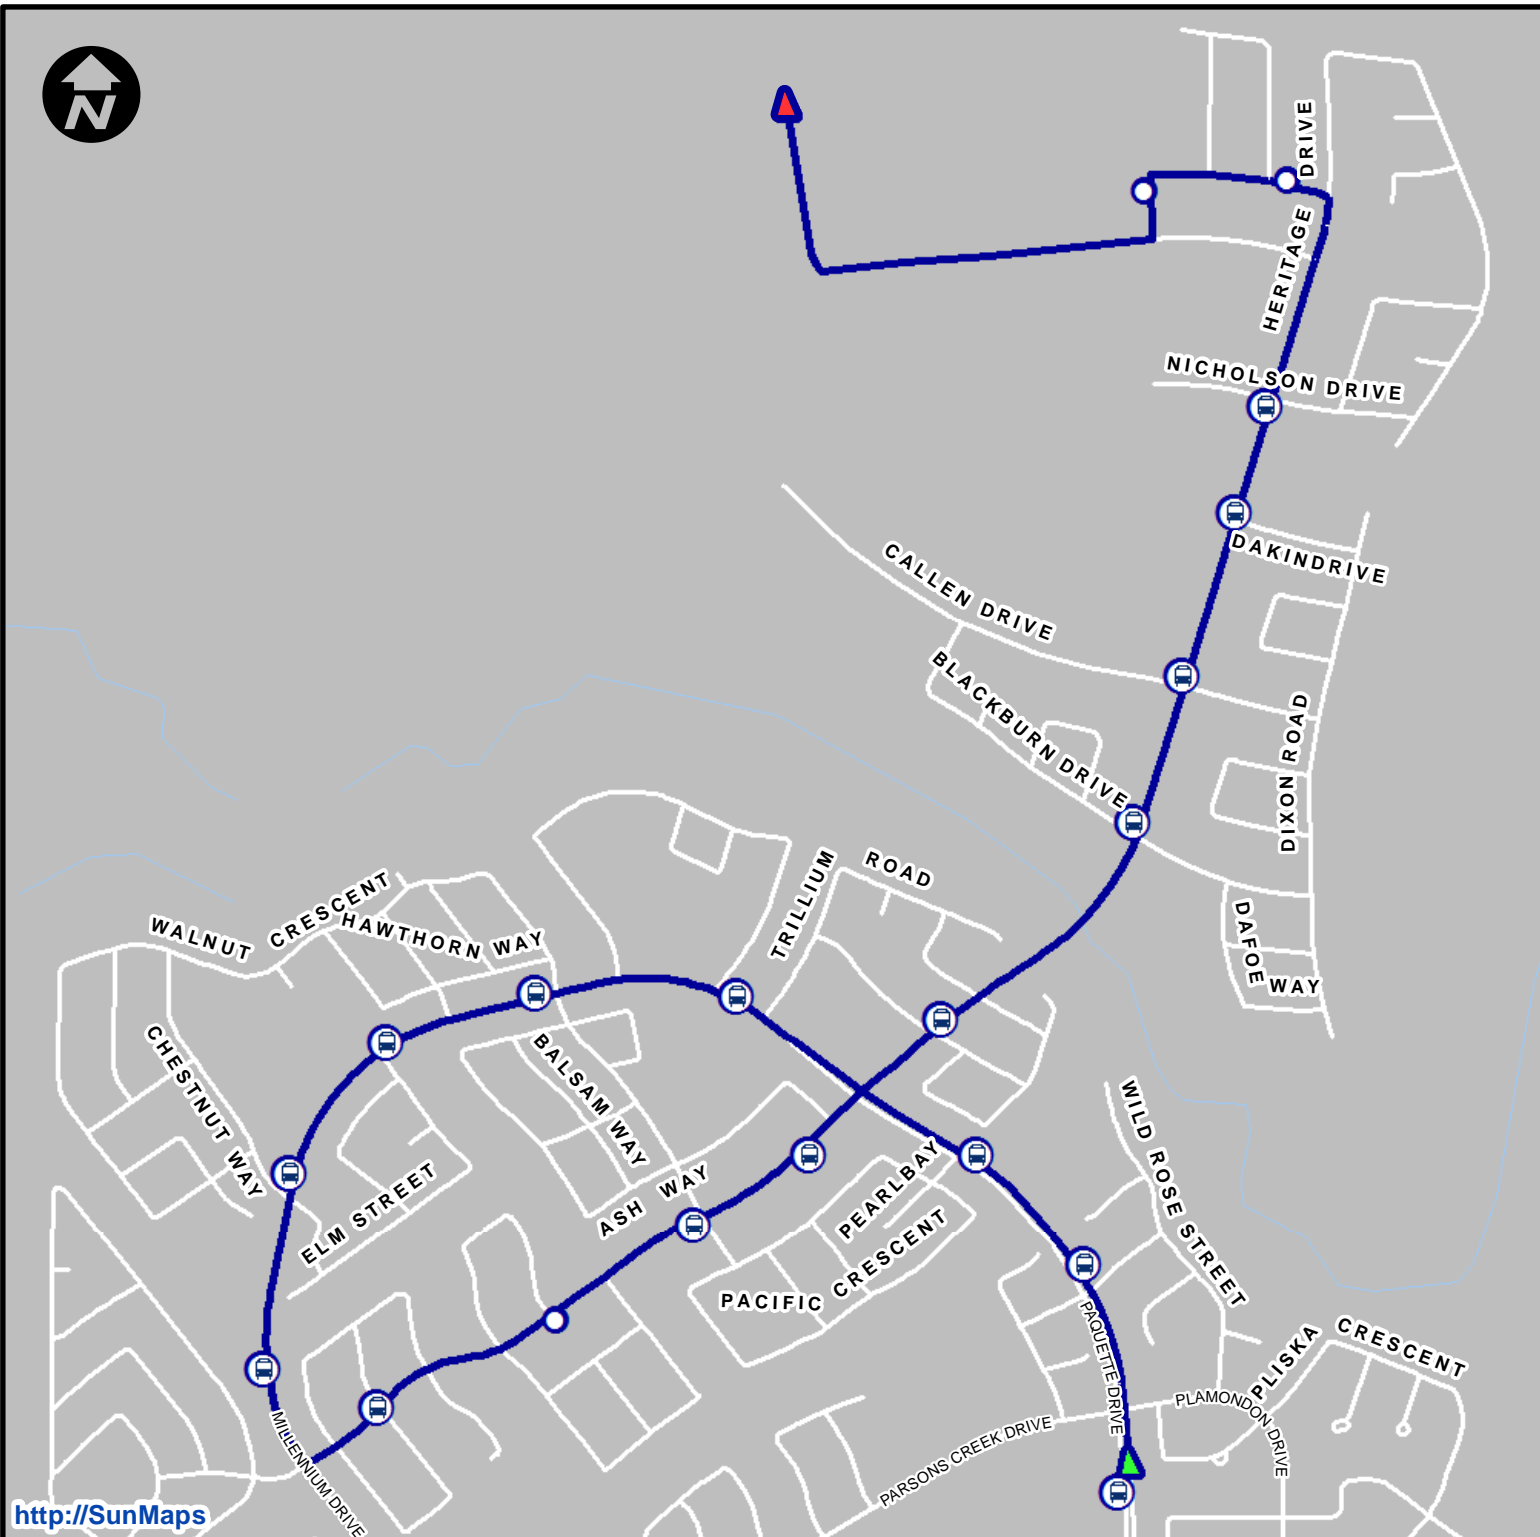 N
HERITAGE DRIVE
NICHOLSON DRIVE
DAKINDRIVE
CALLEN DRIVE
BLACKBURN DRIVE
DIXON ROAD
TRILLIUM ROAD
WALNUT CRESCENT
HAWTHORN WAY
DAFOE WAY
CHESTNUT WAY
BALSAM WAY
ELM STREET
ASH WAY
PEARLBAY
PACIFIC CRESCENT
WILD ROSE STREET
PAQUETTE DRIVE
PLISKA CRESCENT
PLAMONDON DRIVE
PARSONS CREEK DRIVE
MILLENNIUM DRIVE
http://SunMaps